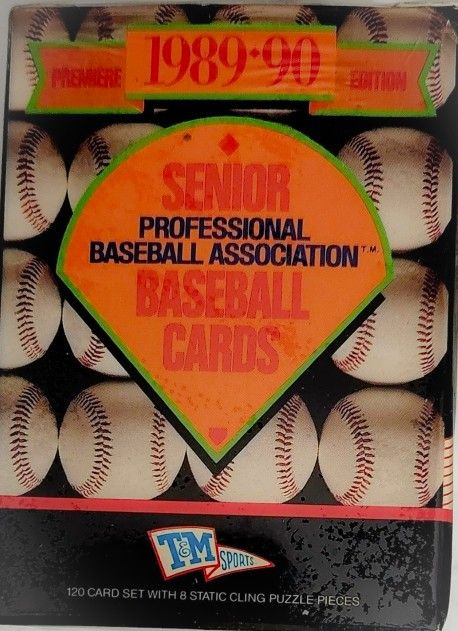 PREMIERE 1989•90 EDITION
SENIOR
PROFESSIONAL
BASEBALL ASSOCIATION T.M.
BASEBALL
CARDS
T&M SPORTS
120 CARD SET WITH 8 STATIC CLING PUZZLE PIECES